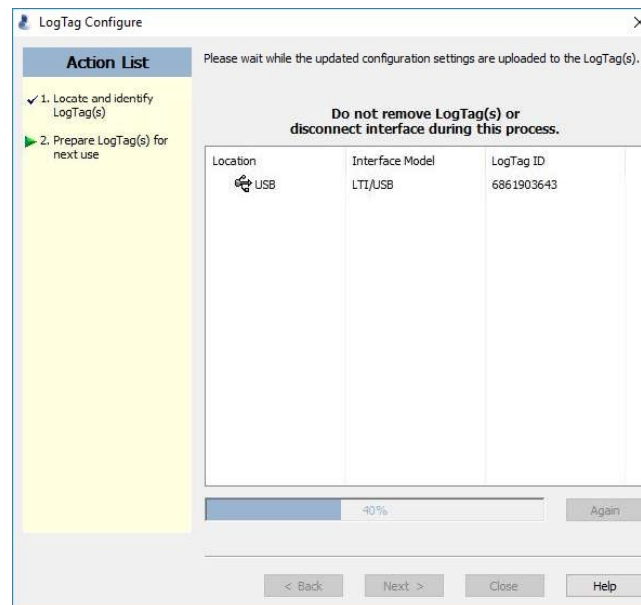 LogTag Configure
Action List
Please wait while the updated configuration settings are uploaded to the LogTag(s).
1. Locate and identify
LogTag(s)
2. Prepare LogTag(s) for
next use
Do not remove LogTag(s) or
disconnect interface during this process.
Location Interface Model LogTag ID
USB LTI/USB 6861903643
40% Again
< Back Next > Close Help